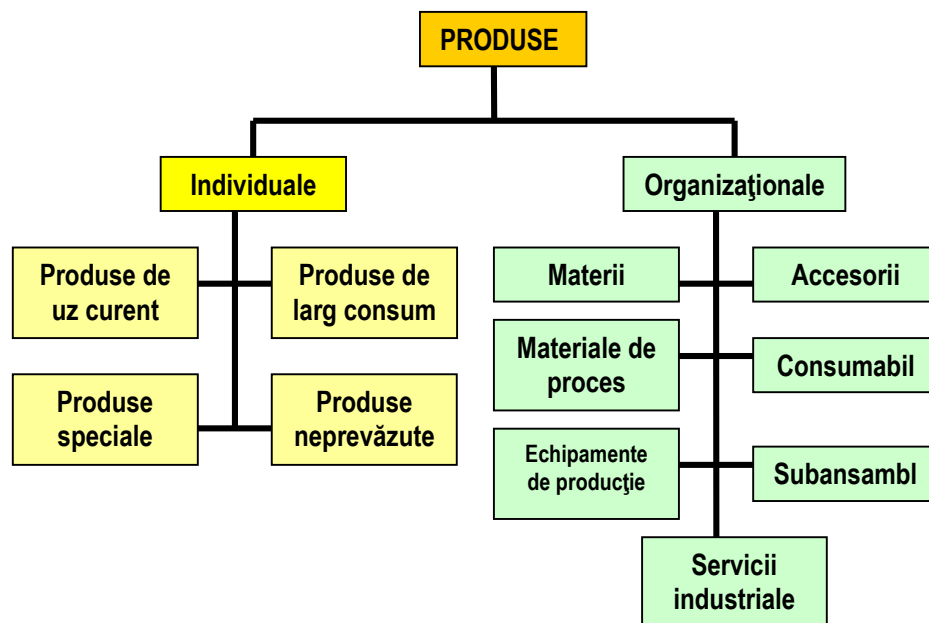 PRODUSE
Individuale
Organizaţionale
Produse de
uz curent
Produse de
larg consum
Materii
Accesorii
Materiale de
proces
Consumabil
Produse
speciale
Produse
neprevăzute
Echipamente
de producţie
Subansambl
Servicii
industriale